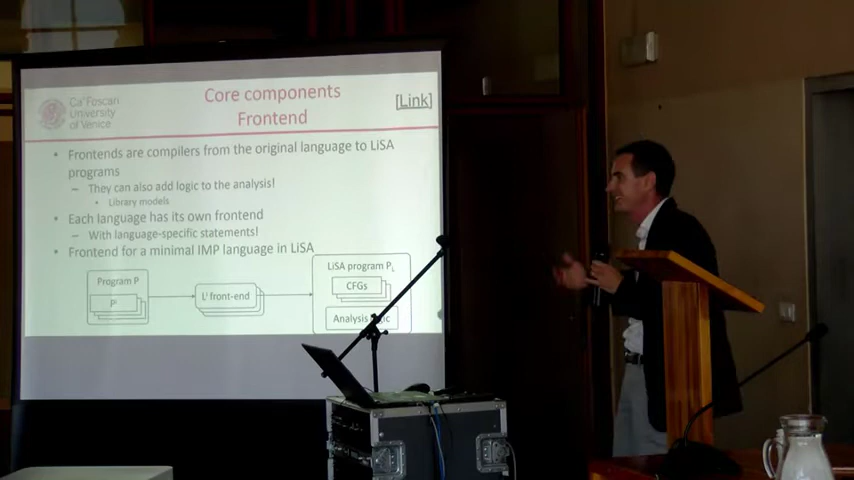 Ca' Foscari
University
of Venice
Core components
Frontend
[Link]
• Frontends are compilers from the original language to LiSA
programs
– They can also add logic to the analysis!
• Library models
• Each language has its own frontend
– With language-specific statements!
• Frontend for a minimal IMP language in LiSA
Program P
Lⁱ front-end
LiSA program P
CFGs
Analysis